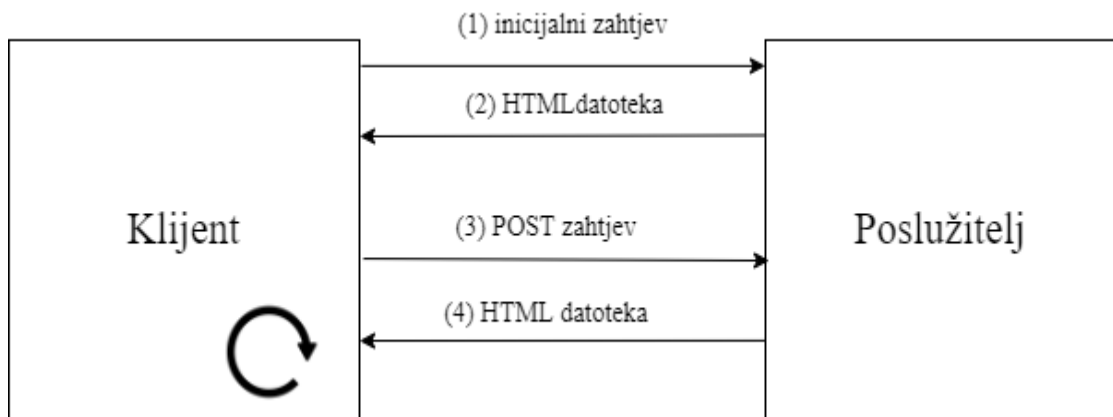 (1) inicijalni zahtjev
(2) HTMLdatoteka
Klijent
(3) POST zahtjev
Poslužitelj
(4) HTML datoteka